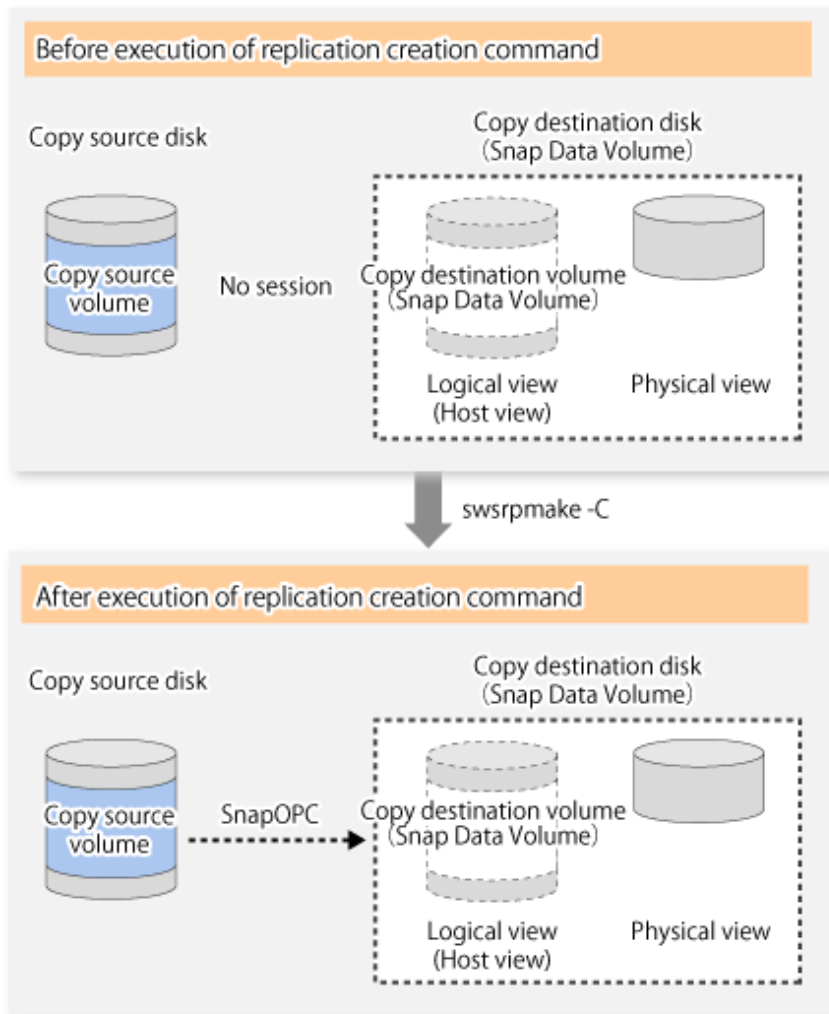 Before execution of replication creation command
Copy source disk
Copy destination disk
(Snap Data Volume)
Copy source
volume
No session
Copy destination volume
(Snap Data Volume)
Logical view
(Host view)
Physical view
swsrpmake -C
After execution of replication creation command
Copy source disk
Copy destination disk
(Snap Data Volume)
Copy source
volume
SnapOPC
Copy destination volume
(Snap Data Volume)
Logical view
(Host view)
Physical view